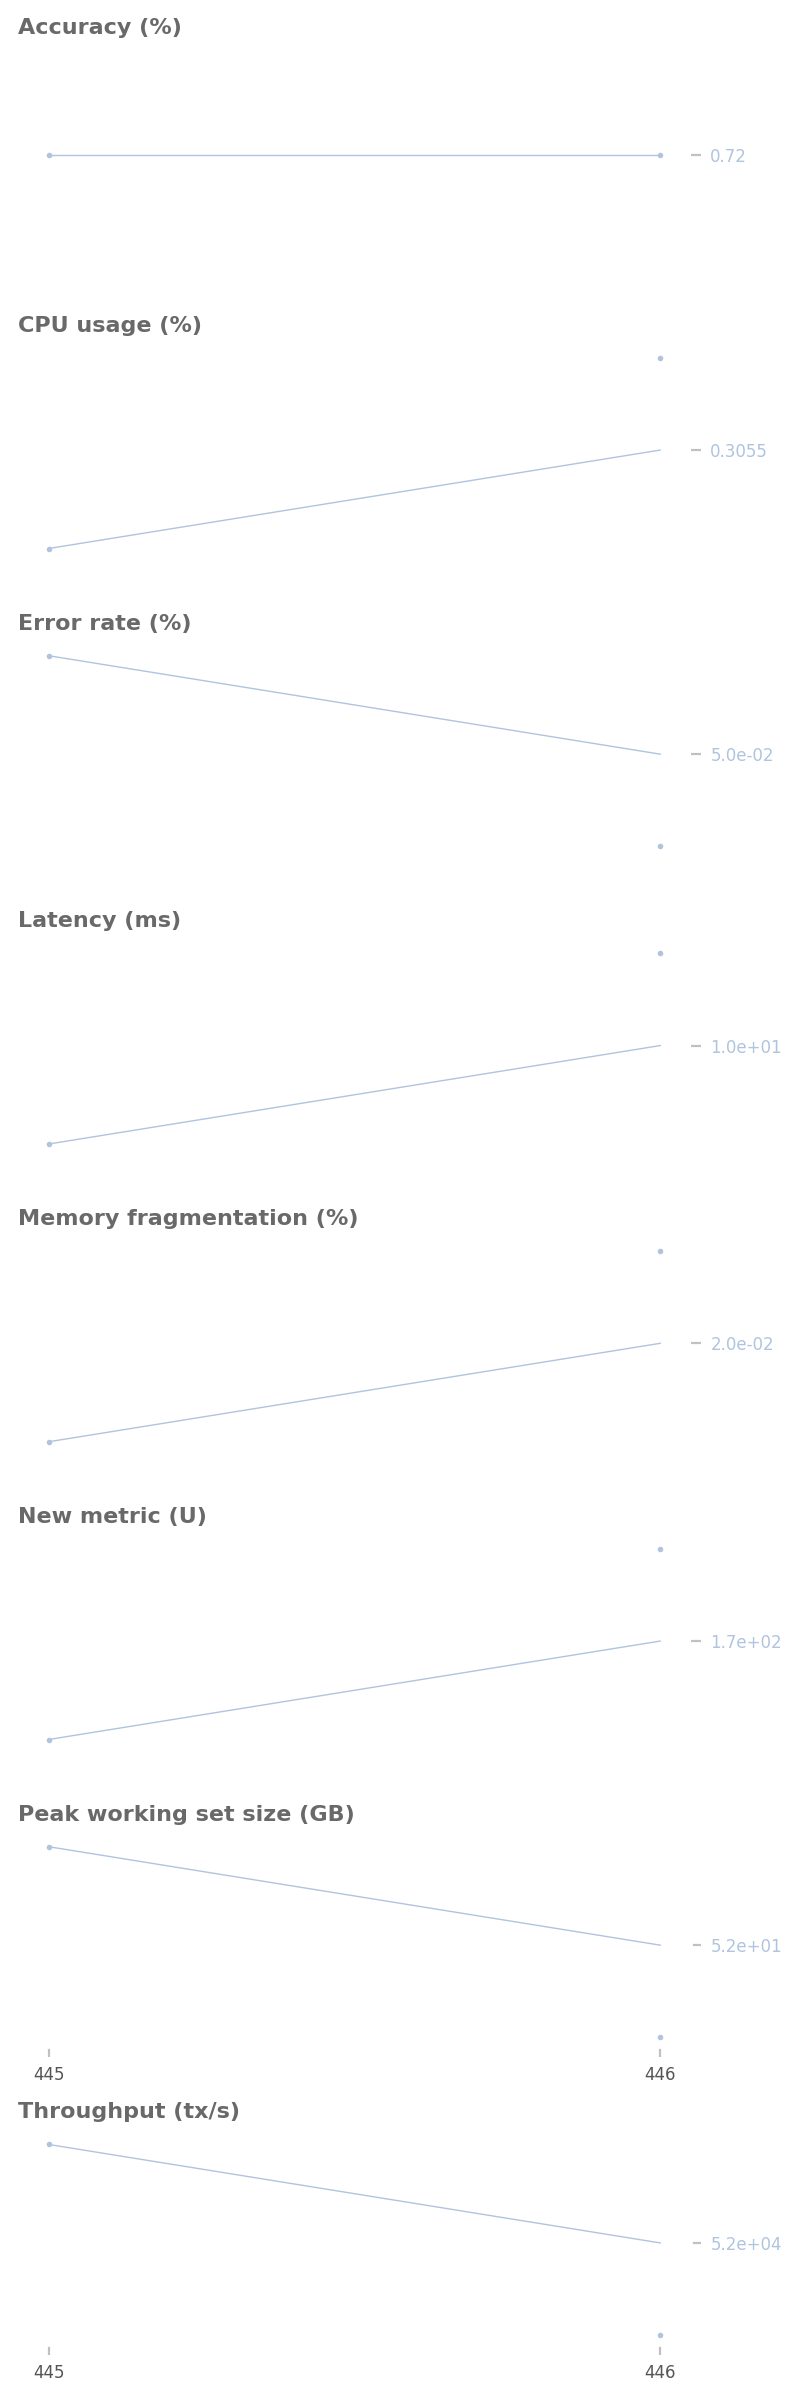 Accuracy (%)
0.72
CPU usage (%)
0.3055
Error rate (%)
5.0e-02
Latency (ms)
1.0e+01
Memory fragmentation (%)
2.0e-02
New metric (U)
1.7e+02
Peak working set size (GB)
5.2e+01
445 446
Throughput (tx/s)
5.2e+04
445 446